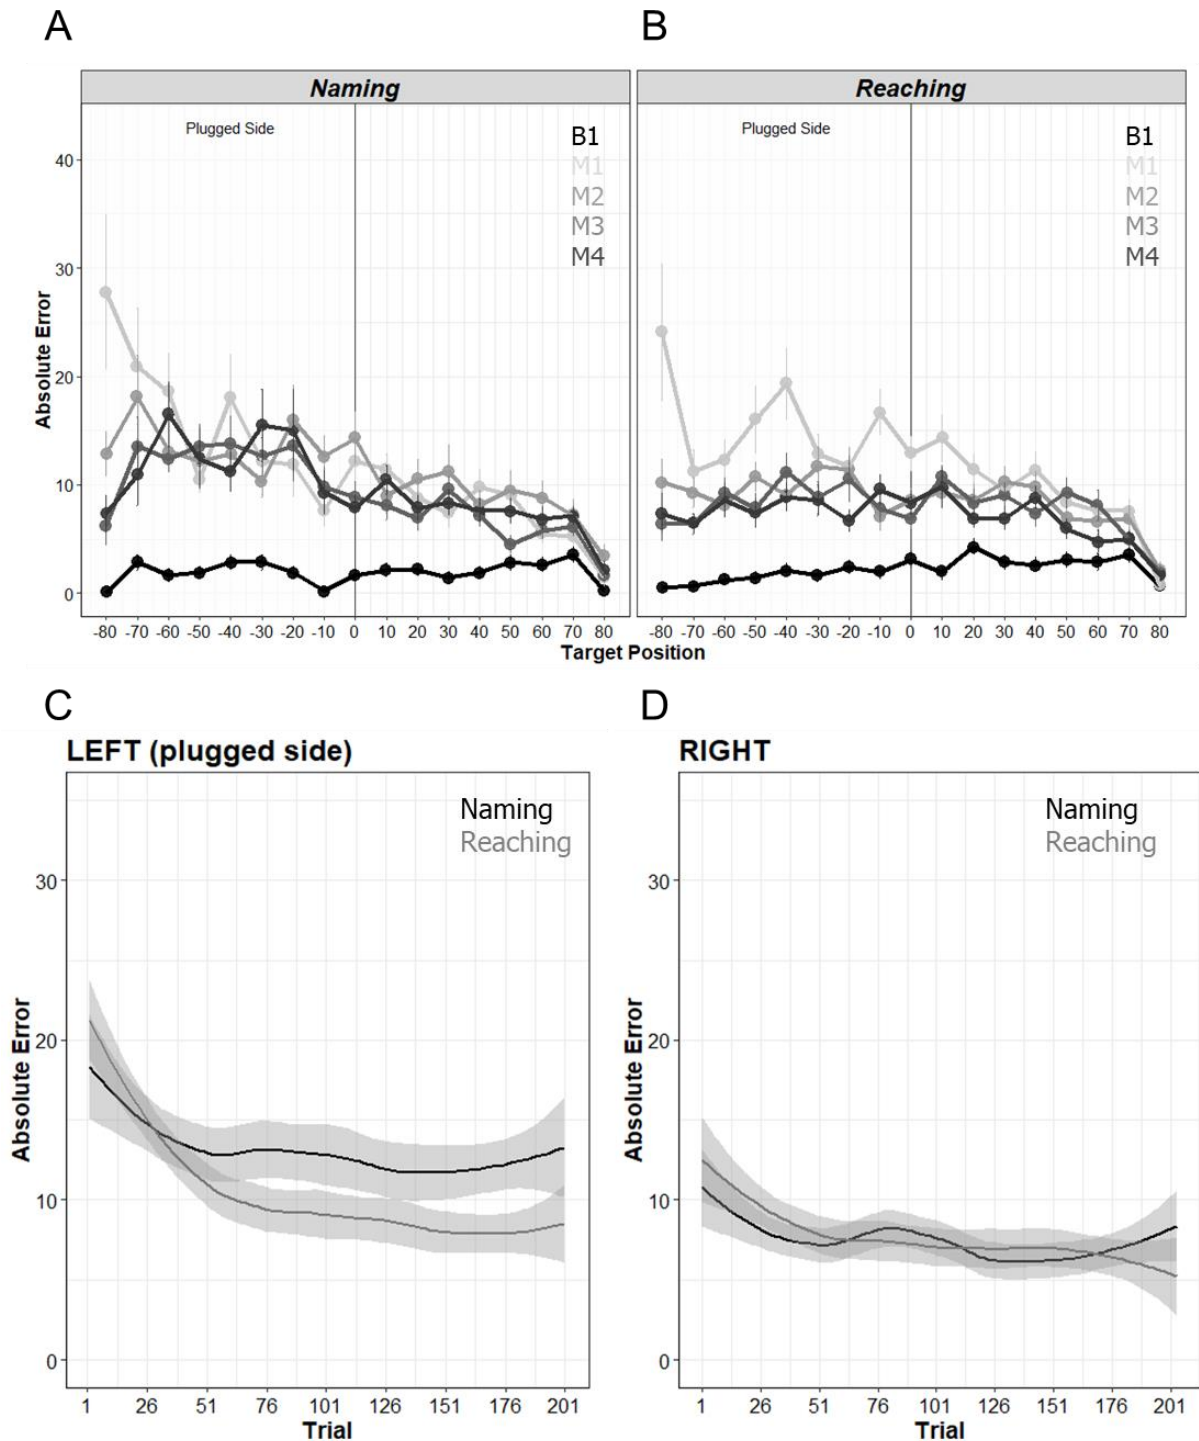 A
B
Naming
Reaching
Plugged Side
Plugged Side
B1
M1
M2
M3
M4
B1
M1
M2
M3
M4
Absolute Error
40
30
20
10
0
-80 -70 -60 -50 -40 -30 -20 -10 0 10 20 30 40 50 60 70 80
-80 -70 -60 -50 -40 -30 -20 -10 0 10 20 30 40 50 60 70 80
Target Position
C
D
LEFT (plugged side)
RIGHT
Naming
Reaching
Naming
Reaching
Absolute Error
30
20
10
0
Absolute Error
30
20
10
0
1 26 51 76 101 126 151 176 201
1 26 51 76 101 126 151 176 201
Trial
Trial